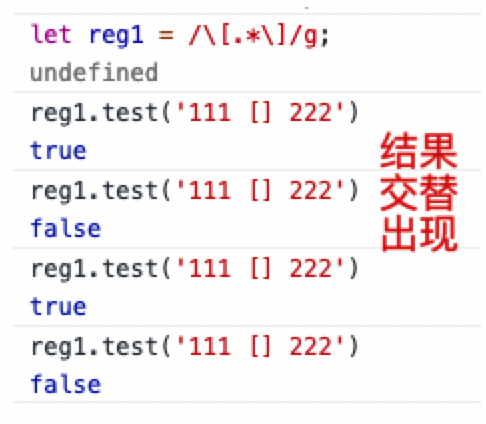 let reg1 = /\[.*\]/g;
undefined
reg1.test('111 [] 222')
true
reg1.test('111 [] 222')
false
reg1.test('111 [] 222')
true
reg1.test('111 [] 222')
false
结果
交替
出现